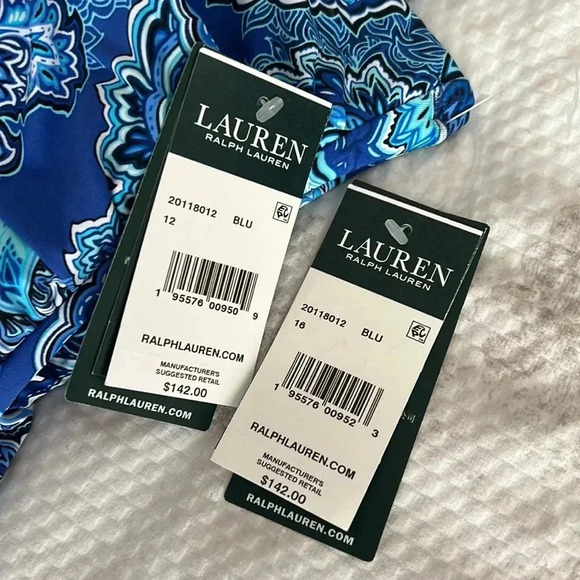 LAUREN
RALPH LAUREN
20118012 BLU
12
1 95576 00950 9
RALPHLAUREN.COM
MANUFACTURER'S
SUGGESTED RETAIL
$142.00
RALPHLAUREN.COM
LAUREN
RALPH LAUREN
20118012 BLU
16
1 95576 00952 3
RALPHLAUREN.COM
MANUFACTURER'S
SUGGESTED RETAIL
$142.00
RALPHLAUREN.COM